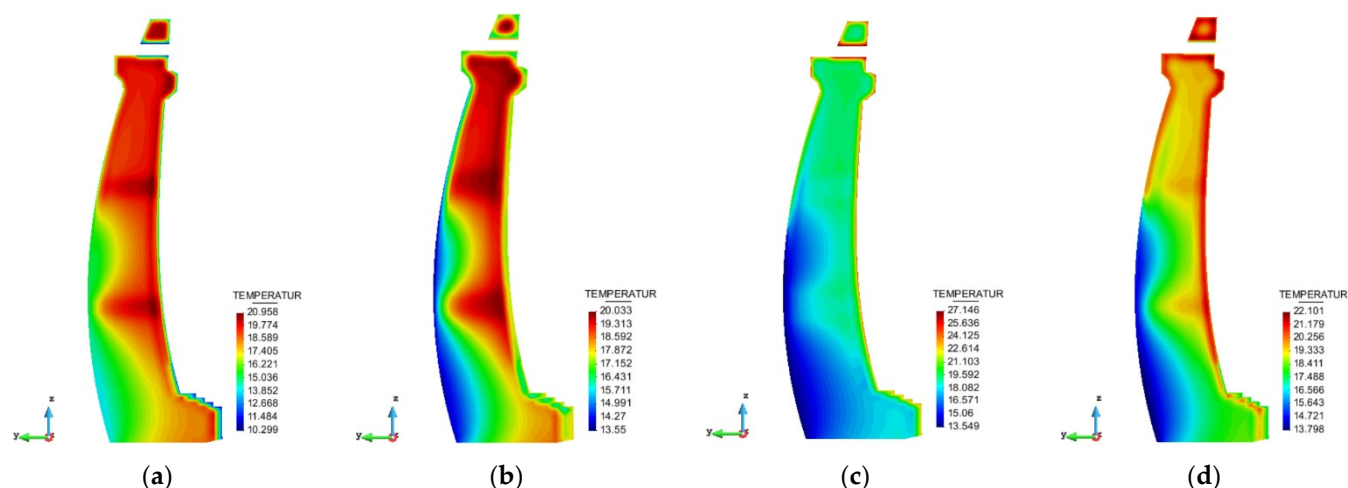 TEMPERATUR
20.958
19.774
18.589
17.405
16.221
15.036
13.852
12.668
11.484
10.299
z
y
(a)
TEMPERATUR
20.033
19.313
18.592
17.872
17.152
16.431
15.711
14.991
14.27
13.55
z
y
(b)
TEMPERATUR
27.146
25.636
24.125
22.614
21.103
19.592
18.082
16.571
15.06
13.549
z
y
(c)
TEMPERATUR
22.101
21.179
20.256
19.333
18.411
17.488
16.566
15.643
14.721
13.798
z
y
(d)